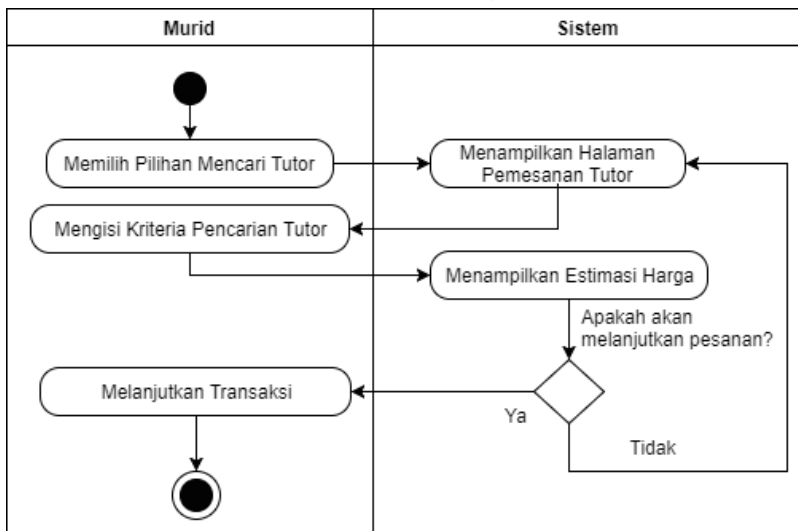 Murid
Sistem
Memilih Pilihan Mencari Tutor
Menampilkan Halaman
Pemesanan Tutor
Mengisi Kriteria Pencarian Tutor
Menampilkan Estimasi Harga
Apakah akan
melanjutkan pesanan?
Melanjutkan Transaksi
Ya
Tidak